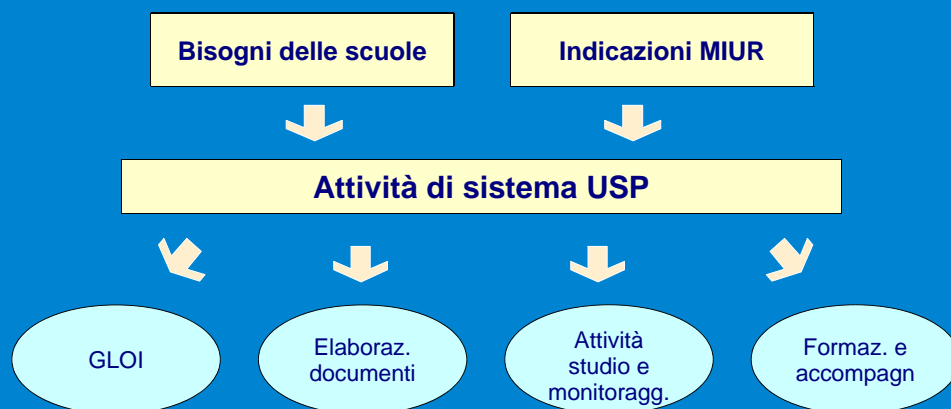 Bisogni delle scuole
Indicazioni MIUR
Attività di sistema USP
GLOI
Elaboraz.
documenti
Attività
studio e
monitoragg.
Formaz. e
accompagn